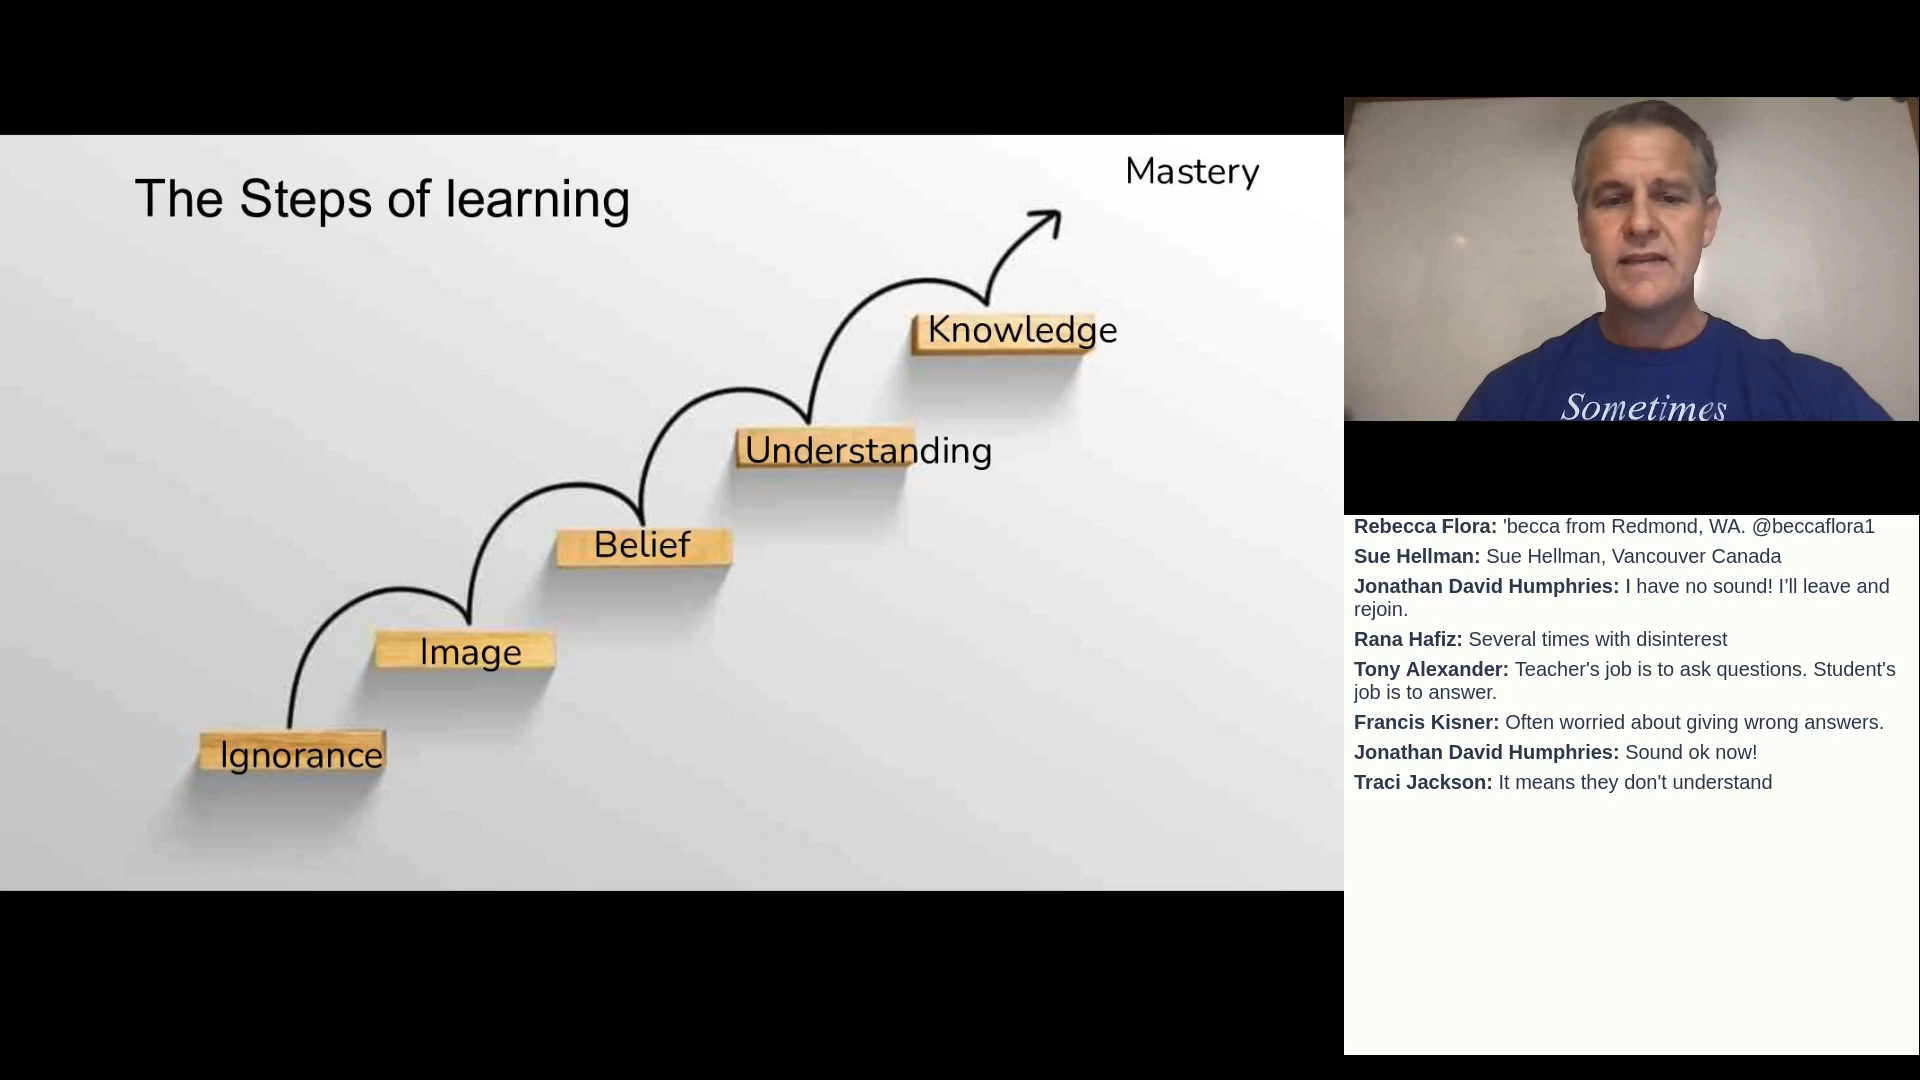 The Steps of learning
Mastery
Knowledge
Understanding
Belief
Image
Ignorance
Sometimes
Rebecca Flora: 'becca from Redmond, WA. @beccaflora1
Sue Hellman: Sue Hellman, Vancouver Canada
Jonathan David Humphries: I have no sound! I’ll leave and
rejoin.
Rana Hafiz: Several times with disinterest
Tony Alexander: Teacher's job is to ask questions. Student's
job is to answer.
Francis Kisner: Often worried about giving wrong answers.
Jonathan David Humphries: Sound ok now!
Traci Jackson: It means they don't understand